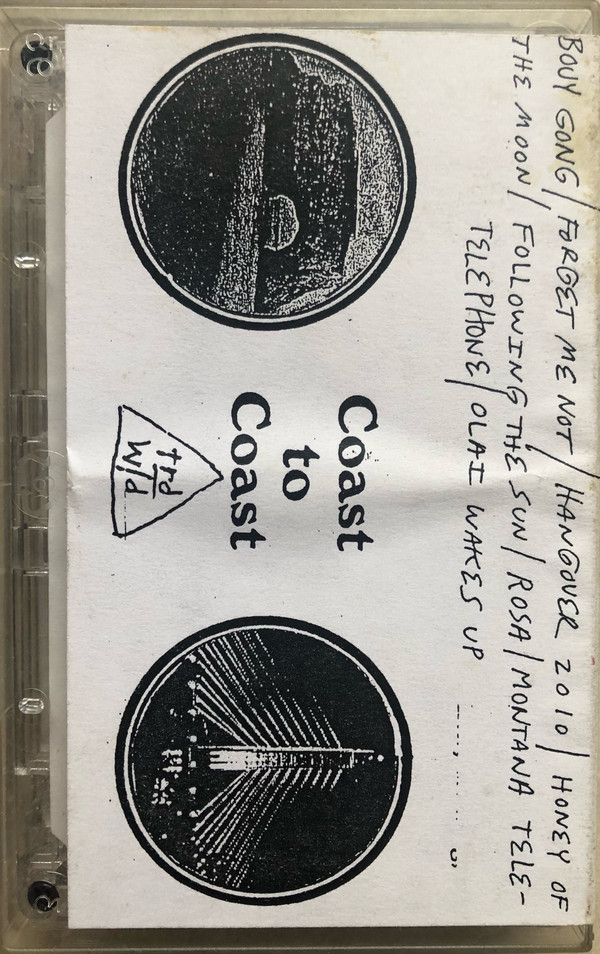 BOUY GONG / FORGET ME NOT / HANGOVER 2010 / HONEY OF
THE MOON / FOLLOWING THE SUN / ROSA / MONTANA TELE-
TELEPHONE / OLAI WAKES UP
Coast
to
Coast
trd
W/d